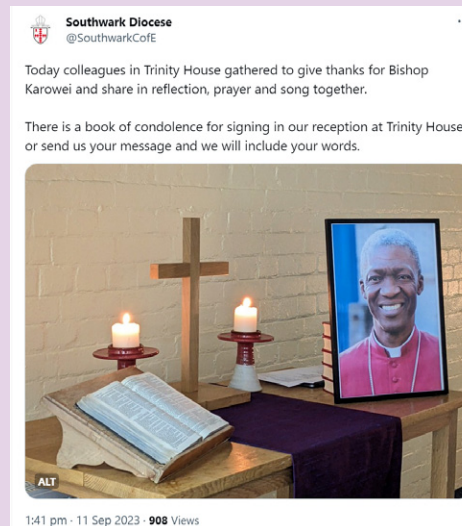 Southwark Diocese
@SouthwarkCofE
Today colleagues in Trinity House gathered to give thanks for Bishop
Karowei and share in reflection, prayer and song together.
There is a book of condolence for signing in our reception at Trinity House
or send us your message and we will include your words.
ALT
1:41 pm · 11 Sep 2023 · 908 Views